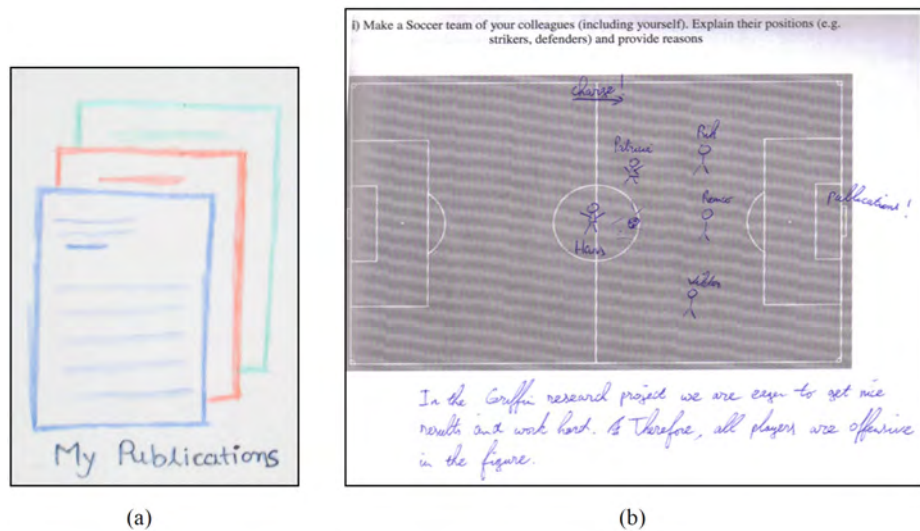 My Publications
(a)
i) Make a Soccer team of your colleagues (including yourself). Explain their positions (e.g.
strikers, defenders) and provide reasons
charge!
Rik
Patricia
Remco
publications!
Hans
Viktor
In the Griffin research project we are eager to get nice
results and work hard. Therefore, all players are offensive
in the figure.
(b)